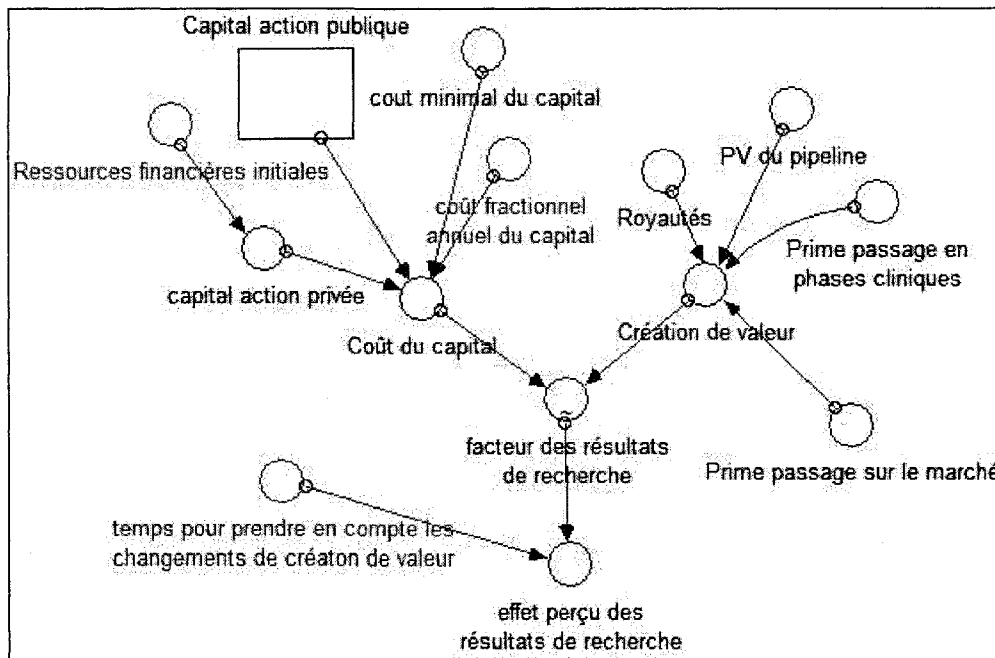 Capital action publique
cout minimal du capital
PV du pipeline
Ressources financières initiales
coût fractionnel
annuel du capital
Royautés
Prime passage en
phases cliniques
capital action privée
Coût du capital
Création de valeur
facteur des résultats
de recherche
Prime passage sur le marché
temps pour prendre en compte les
changements de créaton de valeur
effet perçu des
résultats de recherche